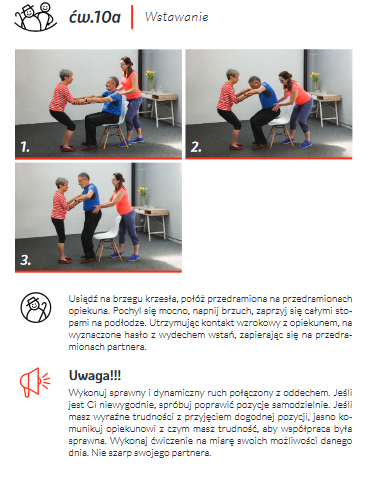 ćw.10a | Wstawanie
1.
2.
3.
Usiądź na brzegu krzesła, połóż przedramiona na przedramionach
opiekuna. Pochyl się mocno, napnij brzuch, zaprzyj się całymi sto-
pami na podłodze. Utrzymując kontakt wzrokowy z opiekunem, na
wyznaczone hasło z wydechem wstań, zapierając się na przedra-
mionach partnera.
Uwaga!!!
Wykonuj sprawny i dynamiczny ruch połączony z oddechem. Jeśli
jest Ci niewygodnie, spróbuj poprawić pozycje samodzielnie. Jeśli
masz wyraźne trudności z przyjęciem dogodnej pozycji, jasno ko-
munikuj opiekunowi z czym masz trudność, aby współpraca była
sprawna. Wykonaj ćwiczenie na miarę swoich możliwości danego
dnia. Nie szarp swojego partnera.